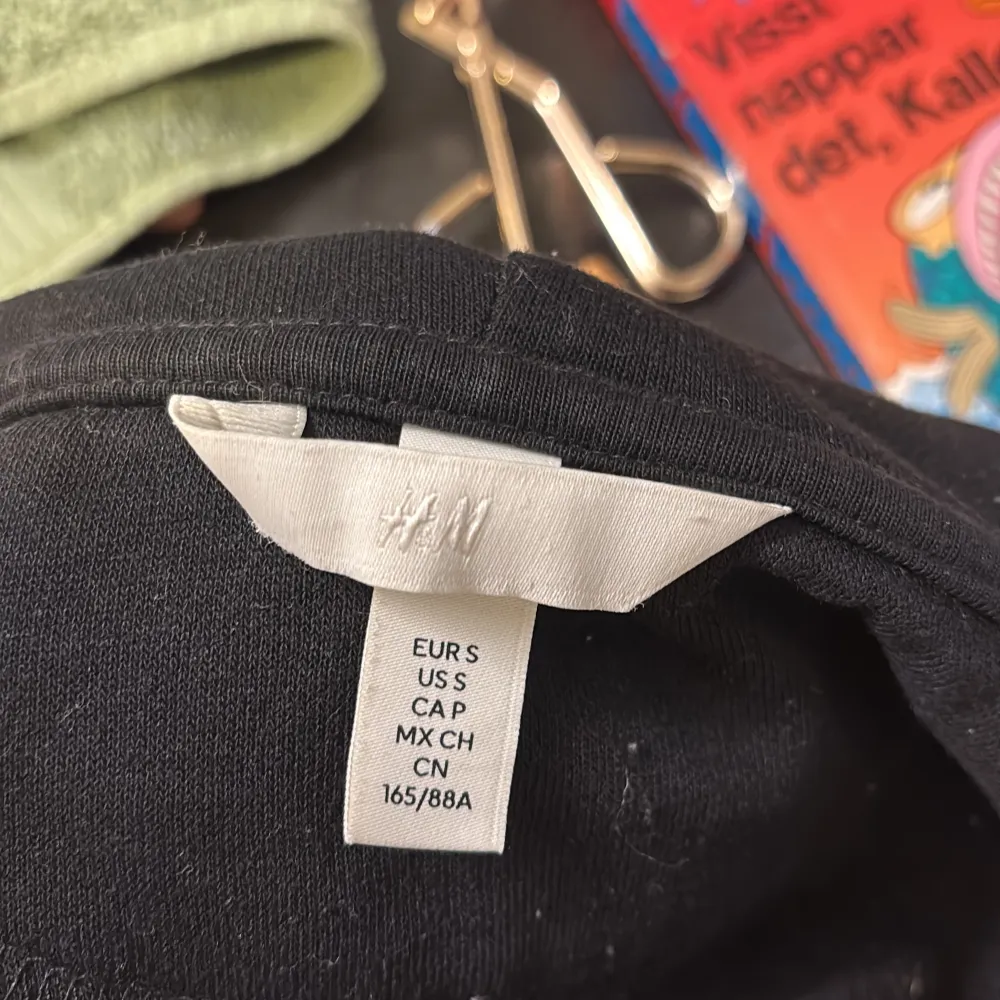 Visst
nappar
det, Kalle
H&M
EUR S
US S
CA P
MX CH
CN
165/88A